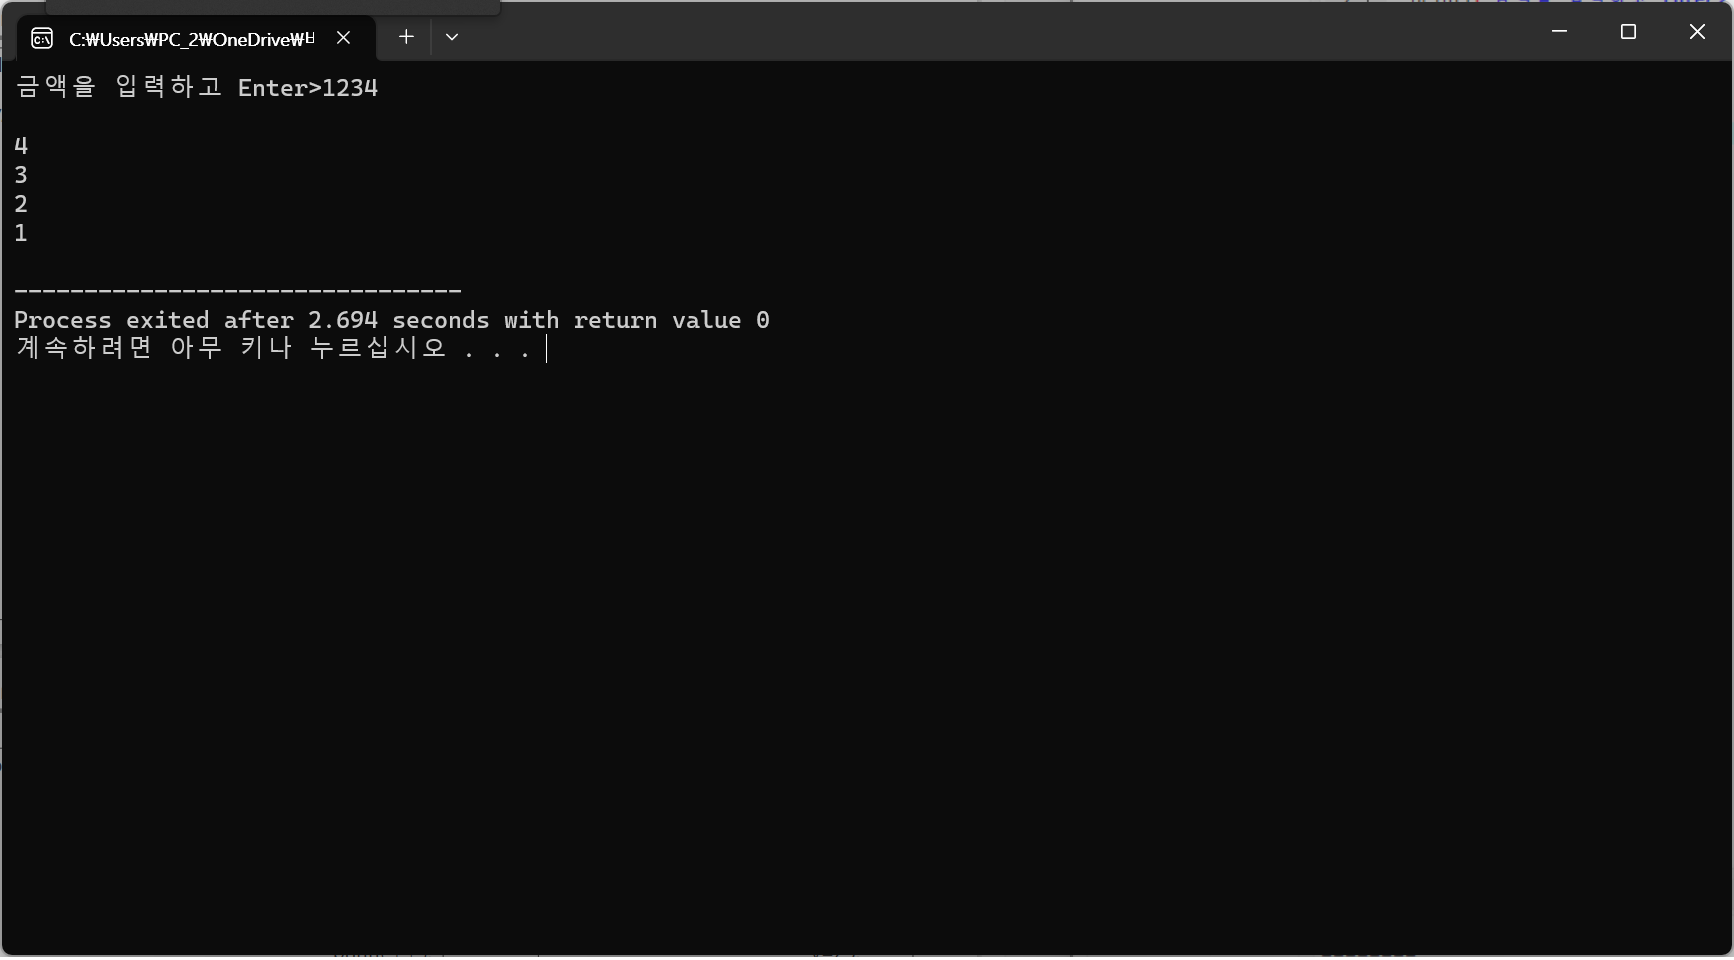 C:₩Users₩PC_2₩OneDrive₩
금액을 입력하고 Enter>1234
4
3
2
1
--------------------------------
Process exited after 2.694 seconds with return value 0
계속하려면 아무 키나 누르십시오 . . .